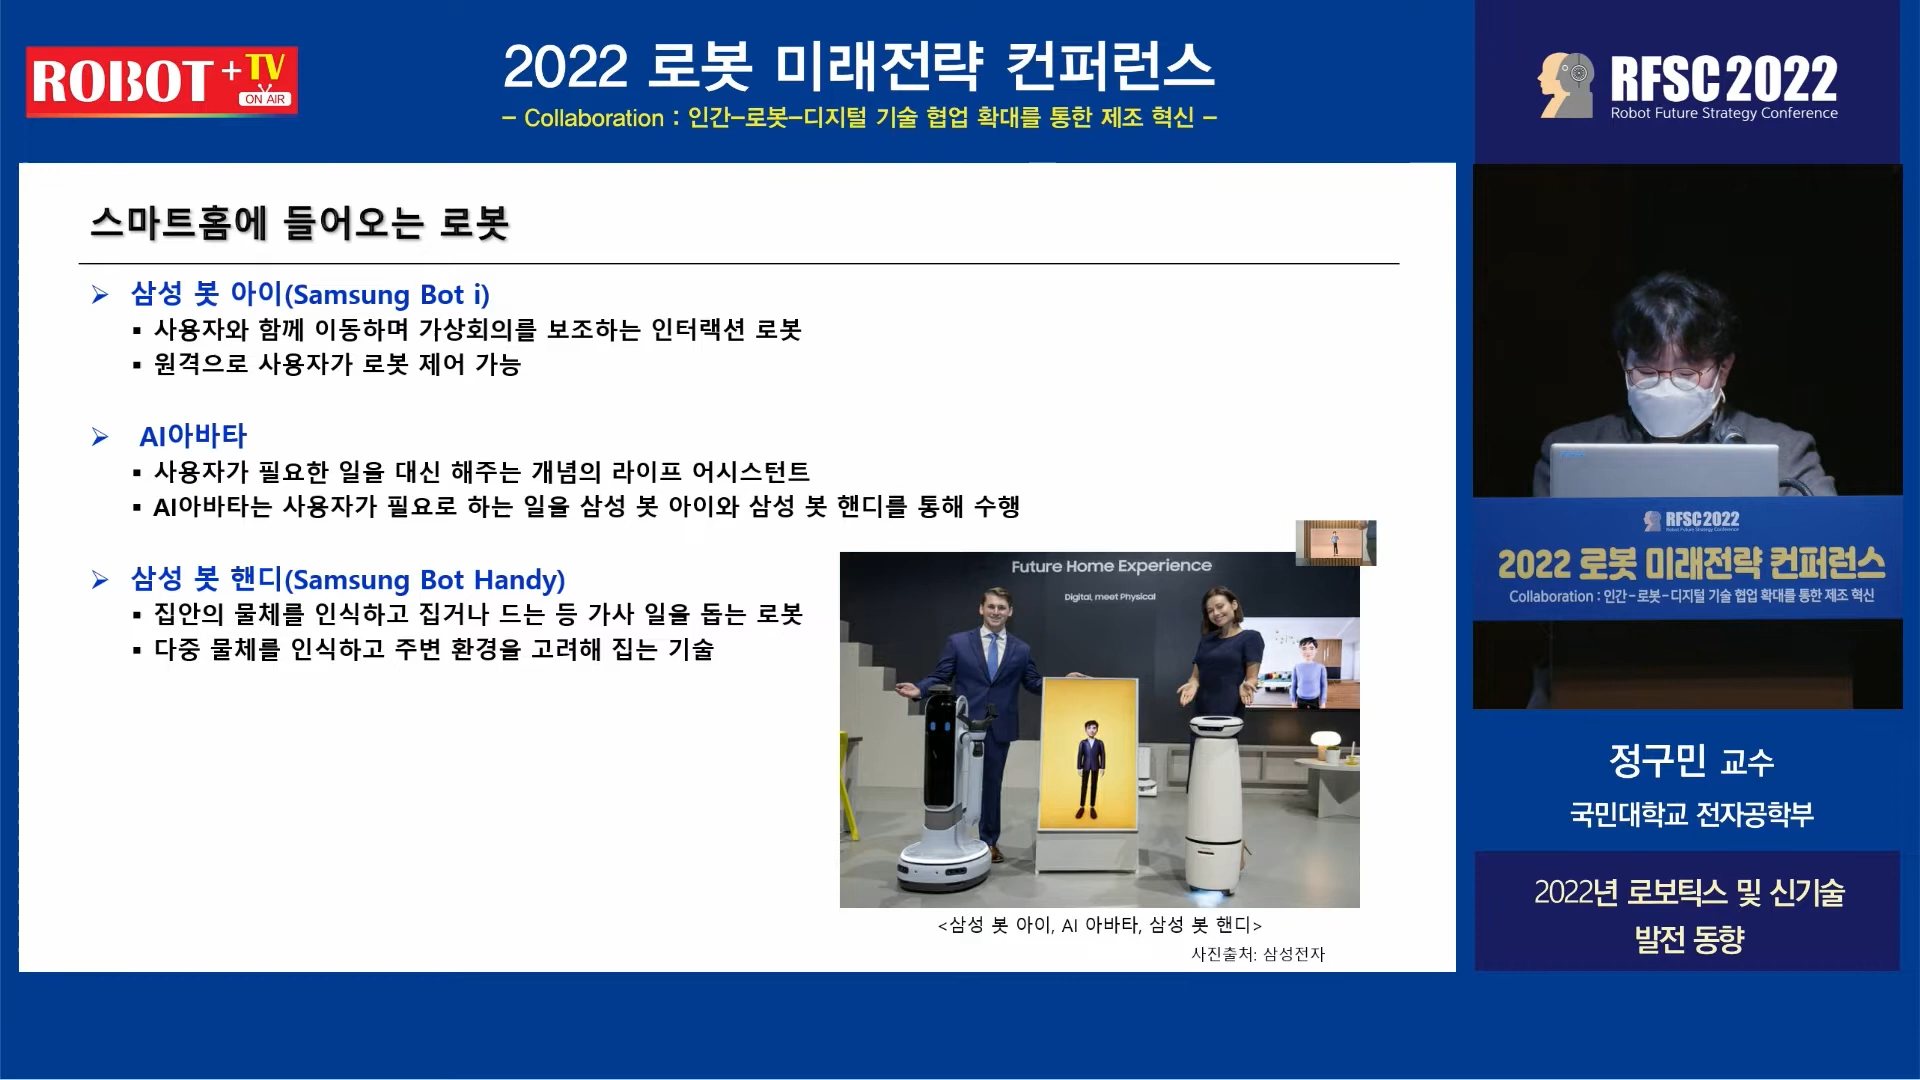 ROBOT+TV
ON AIR
2022 로봇 미래전략 컨퍼런스
– Collaboration : 인간–로봇–디지털 기술 협업 확대를 통한 제조 혁신 –
RFSC 2022
Robot Future Strategy Conference
스마트홈에 들어오는 로봇
➢ 삼성 봇 아이(Samsung Bot i)
▪ 사용자와 함께 이동하며 가상회의를 보조하는 인터랙션 로봇
▪ 원격으로 사용자가 로봇 제어 가능
➢ AI아바타
▪ 사용자가 필요한 일을 대신 해주는 개념의 라이프 어시스턴트
▪ AI아바타는 사용자가 필요로 하는 일을 삼성 봇 아이와 삼성 봇 핸디를 통해 수행
➢ 삼성 봇 핸디(Samsung Bot Handy)
▪ 집안의 물체를 인식하고 집거나 드는 등 가사 일을 돕는 로봇
▪ 다중 물체를 인식하고 주변 환경을 고려해 집는 기술
Future Home Experience
Digital, meet Physical
<삼성 봇 아이, AI 아바타, 삼성 봇 핸디>
사진출처: 삼성전자
RFSC 2022
Robot Future Strategy Conference
2022 로봇 미래전략 컨퍼런스
Collaboration : 인간-로봇-디지털 기술 협업 확대를 통한 제조 혁신
정구민 교수
국민대학교 전자공학부
2022년 로보틱스 및 신기술
발전 동향